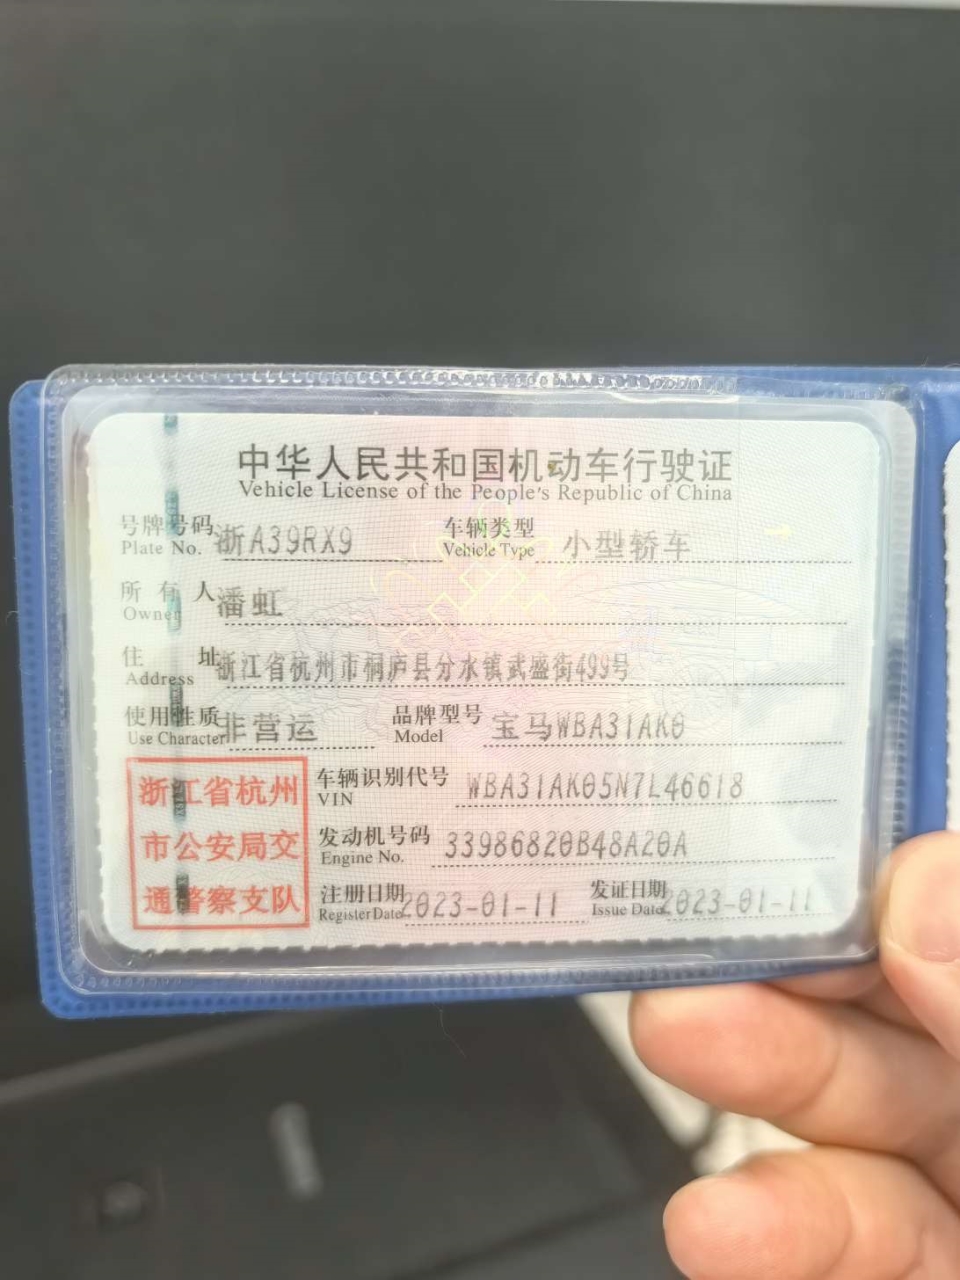 中华人民共和国机动车行驶证
Vehicle License of the People's Republic of China
号牌号码 浙A39RX9 车辆类型 小型轿车
Plate No. Vehicle Type
所有人 潘虹
Owner
住址 浙江省杭州市桐庐县分水镇武盛街499号
Address
使用性质 非营运 品牌型号 宝马WBA31AK0
Use Character Model
浙江省杭州
市公安局交
通警察支队
车辆识别代号 WBA31AK05N7L46618
VIN
发动机号码 33986820B48A20A
Engine No.
注册日期 2023-01-11 发证日期 2023-01-11
Register Date Issue Date